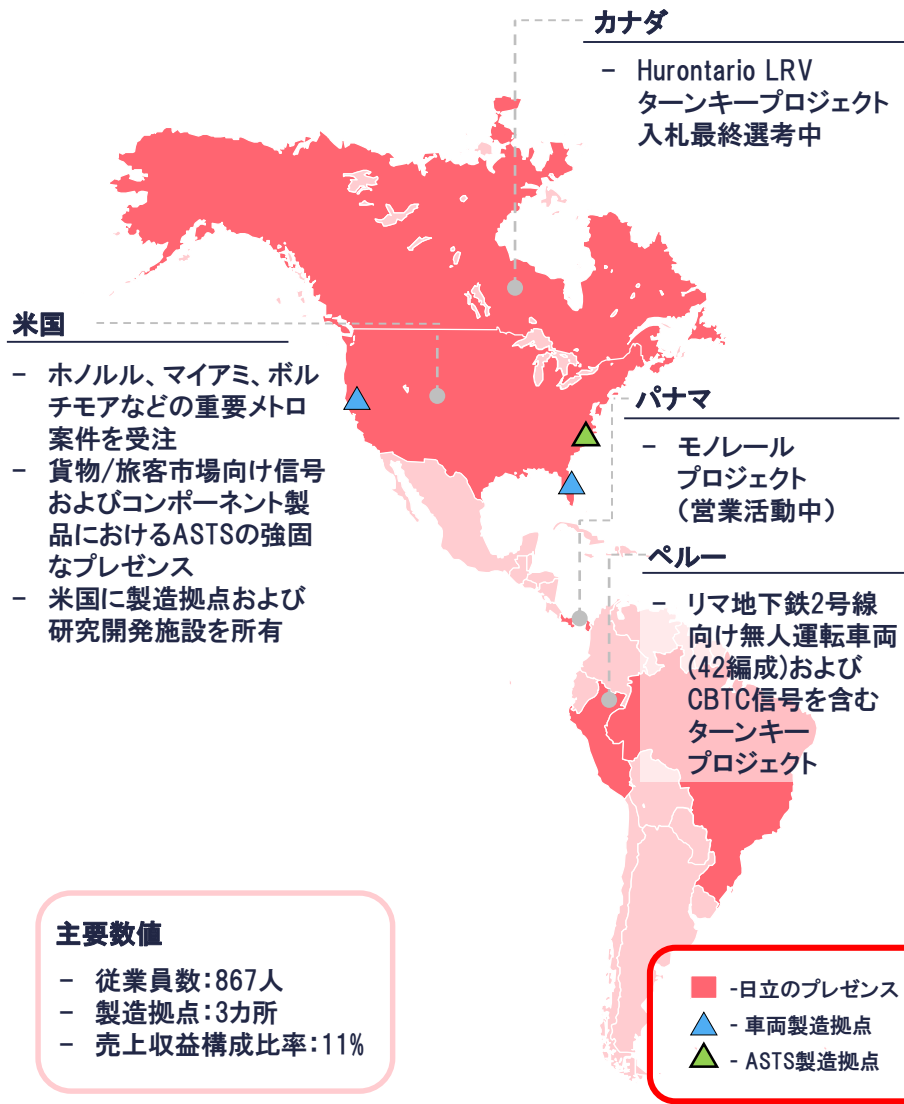 カナダ
- Hurontario LRV
ターンキープロジェクト
入札最終選考中
米国
- ホノルル、マイアミ、ボル
チモアなどの重要メトロ
案件を受注
- 貨物/旅客市場向け信号
およびコンポーネント製
品におけるASTSの強固
なプレゼンス
- 米国に製造拠点および
研究開発施設を所有
パナマ
- モノレール
プロジェクト
(営業活動中)
ペルー
- リマ地下鉄2号線
向け無人運転車両
(42編成)および
CBTC信号を含む
ターンキー
プロジェクト
主要数値
- 従業員数:867人
- 製造拠点:3カ所
- 売上収益構成比率:11%
-日立のプレゼンス
- 車両製造拠点
- ASTS製造拠点